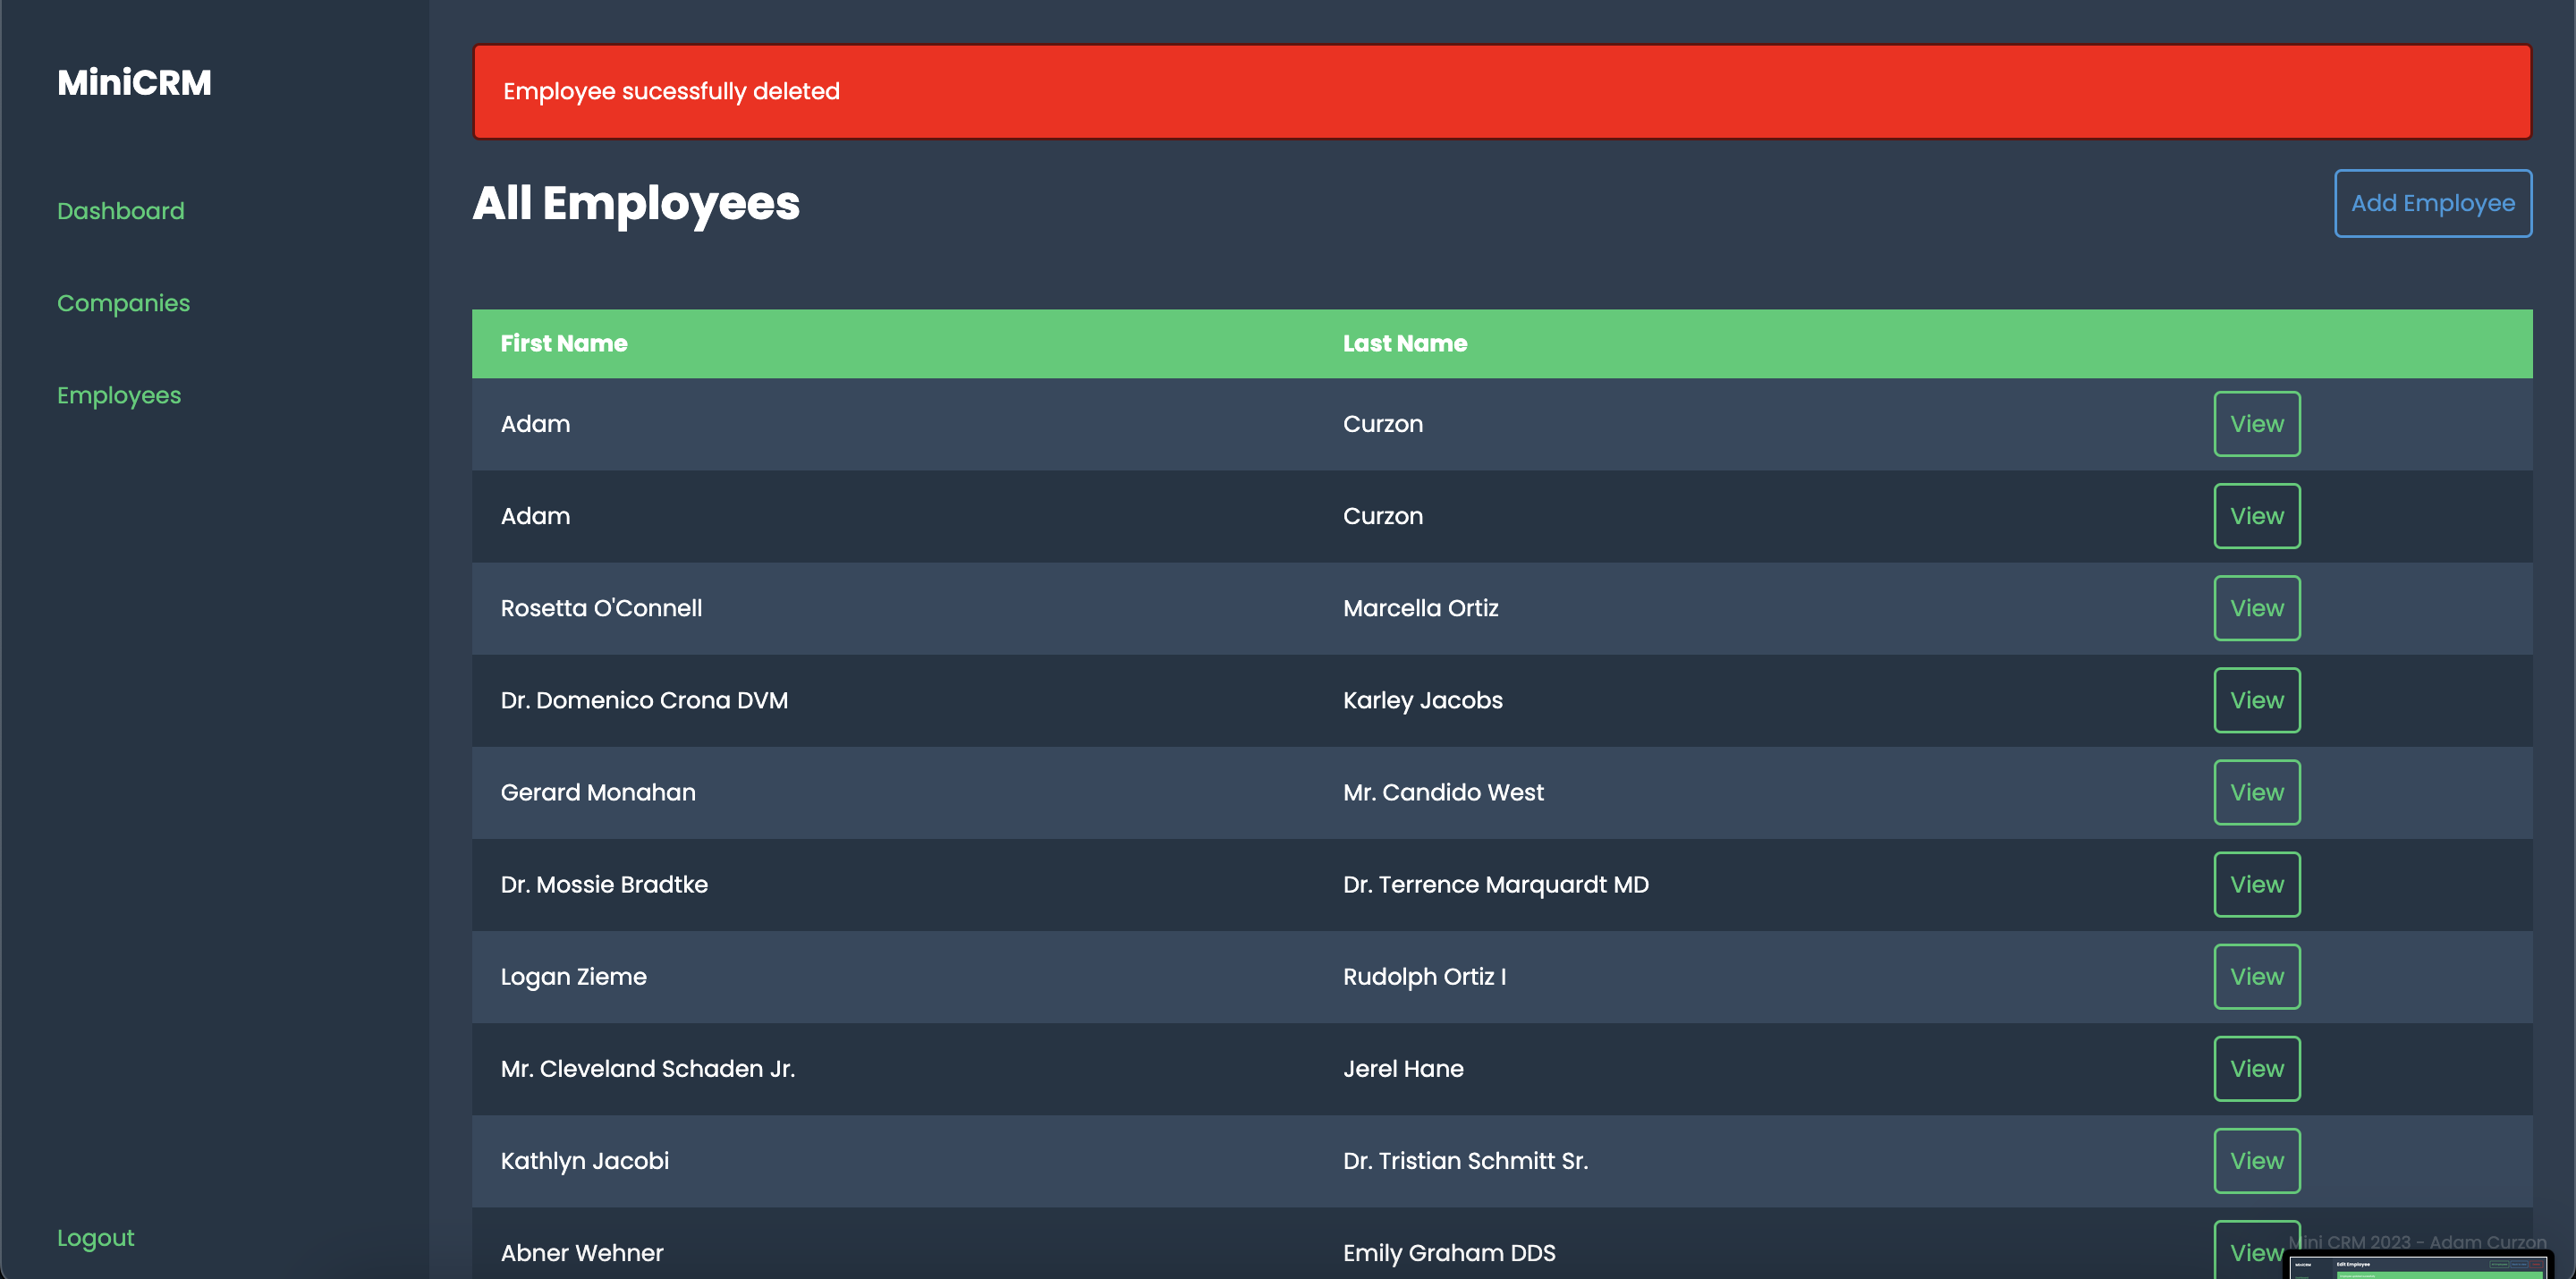 MiniCRM
Dashboard
Companies
Employees
Logout
Employee sucessfully deleted
All Employees
Add Employee
First Name Last Name
Adam Curzon View
Adam Curzon View
Rosetta O'Connell Marcella Ortiz View
Dr. Domenico Crona DVM Karley Jacobs View
Gerard Monahan Mr. Candido West View
Dr. Mossie Bradtke Dr. Terrence Marquardt MD View
Logan Zieme Rudolph Ortiz I View
Mr. Cleveland Schaden Jr. Jerel Hane View
Kathlyn Jacobi Dr. Tristian Schmitt Sr. View
Abner Wehner Emily Graham DDS View
Mini CRM 2023 - Adam Curzon
MiniCRM Edit Employee